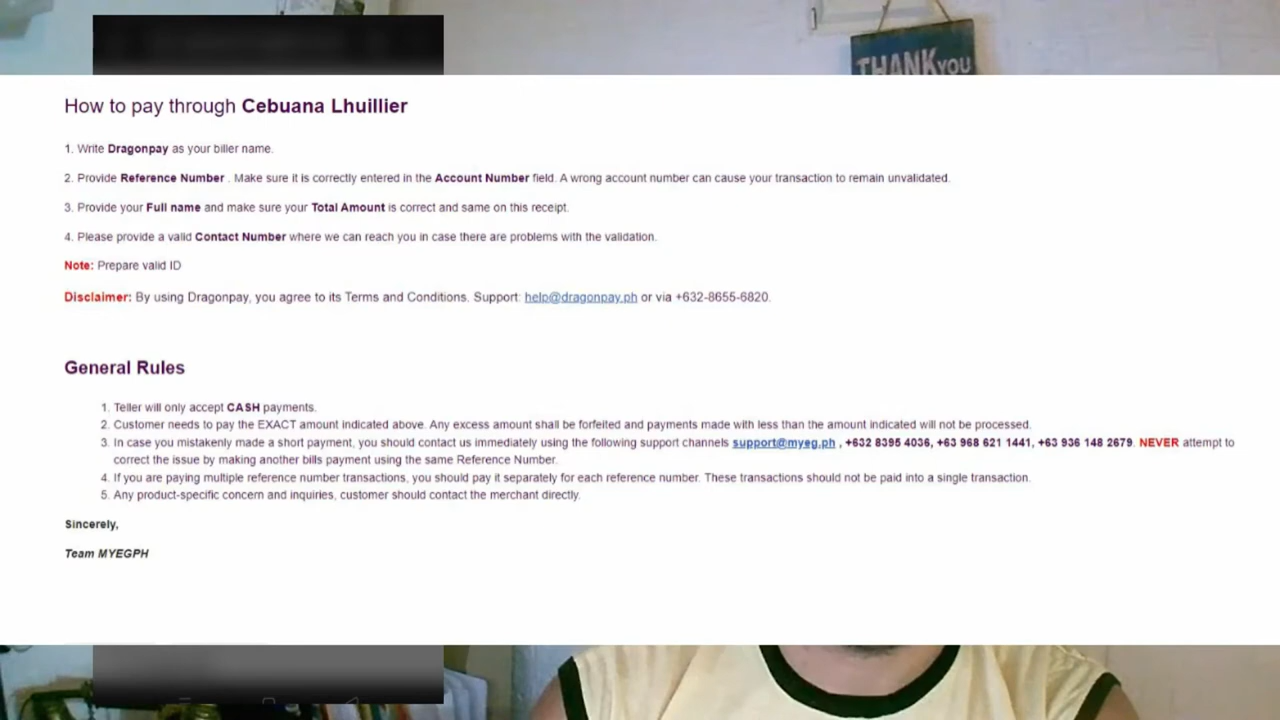 THANK YOU
How to pay through Cebuana Lhuillier
1. Write Dragonpay as your biller name.
2. Provide Reference Number . Make sure it is correctly entered in the Account Number field. A wrong account number can cause your transaction to remain unvalidated.
3. Provide your Full name and make sure your Total Amount is correct and same on this receipt.
4. Please provide a valid Contact Number where we can reach you in case there are problems with the validation.
Note: Prepare valid ID
Disclaimer: By using Dragonpay, you agree to its Terms and Conditions. Support: help@dragonpay.ph or via +632-8655-6820.
General Rules
1. Teller will only accept CASH payments.
2. Customer needs to pay the EXACT amount indicated above. Any excess amount shall be forfeited and payments made with less than the amount indicated will not be processed.
3. In case you mistakenly made a short payment, you should contact us immediately using the following support channels support@myeg.ph , +632 8395 4036, +63 968 621 1441, +63 936 148 2679. NEVER attempt to
correct the issue by making another bills payment using the same Reference Number.
4. If you are paying multiple reference number transactions, you should pay it separately for each reference number. These transactions should not be paid into a single transaction.
5. Any product-specific concern and inquiries, customer should contact the merchant directly.
Sincerely,
Team MYEGPH